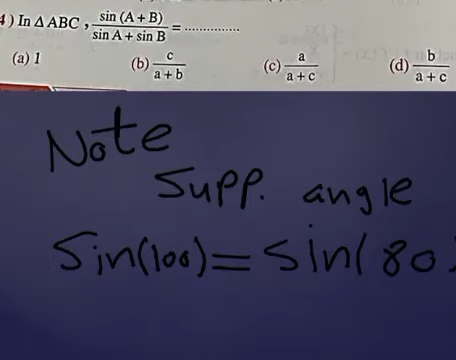 4) In Δ ABC , sin (A + B) / sin A + sin B = ...............
(a) 1 (b) c / a + b (c) a / a + c (d) b / a + c
Note
Supp. angle
Sin(100) = sin( 80